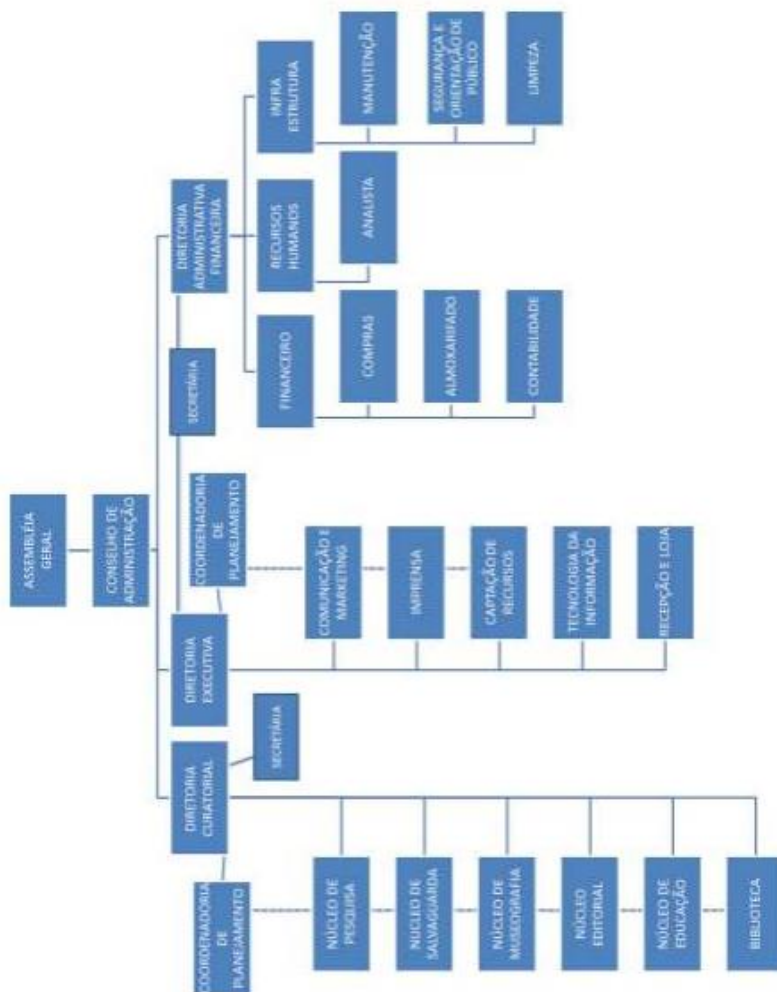 ASSEMBLÉIA
GERAL
CONSELHO DE
ADMINISTRAÇÃO
DIRETORIA
CURATORIAL
DIRETORIA
EXECUTIVA
DIRETORIA
ADMINISTRATIVA
FINANCEIRA
SECRETÁRIA
SECRETÁRIA
COORDENADORIA
DE
PLANEJAMENTO
NÚCLEO DE
PESQUISA
NÚCLEO DE
SALVAGUARDA
NÚCLEO DE
MUSEOGRAFIA
NÚCLEO
EDITORIAL
NÚCLEO DE
EDUCAÇÃO
BIBLIOTECA
COORDENADORIA
DE
PLANEJAMENTO
COMUNICAÇÃO E
MARKETING
IMPRENSA
CAPTAÇÃO DE
RECURSOS
TECNOLOGIA DA
INFORMAÇÃO
RECEPÇÃO E LOJA
FINANCEIRO
COMPRAS
ALMOXARIFADO
CONTABILIDADE
RECURSOS
HUMANOS
ANALISTA
INFRA
ESTRUTURA
MANUTENÇÃO
SEGURANÇA E
ORIENTAÇÃO DE
PÚBLICO
LIMPEZA